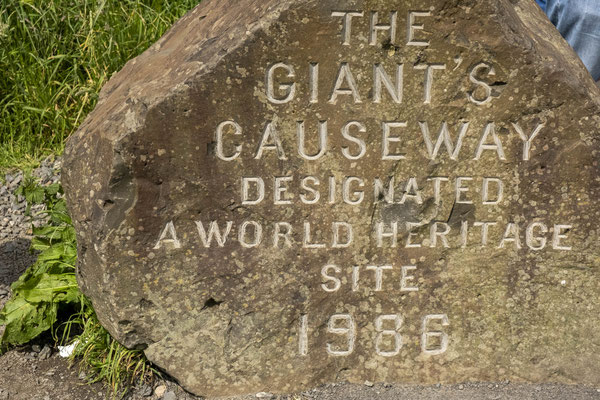 THE
GIANT'S
CAUSEWAY
DESIGNATED
A WORLD HERITAGE
SITE
1986